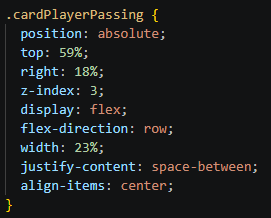 .cardPlayerPassing {
  position: absolute;
  top: 59%;
  right: 18%;
  z-index: 3;
  display: flex;
  flex-direction: row;
  width: 23%;
  justify-content: space-between;
  align-items: center;
}